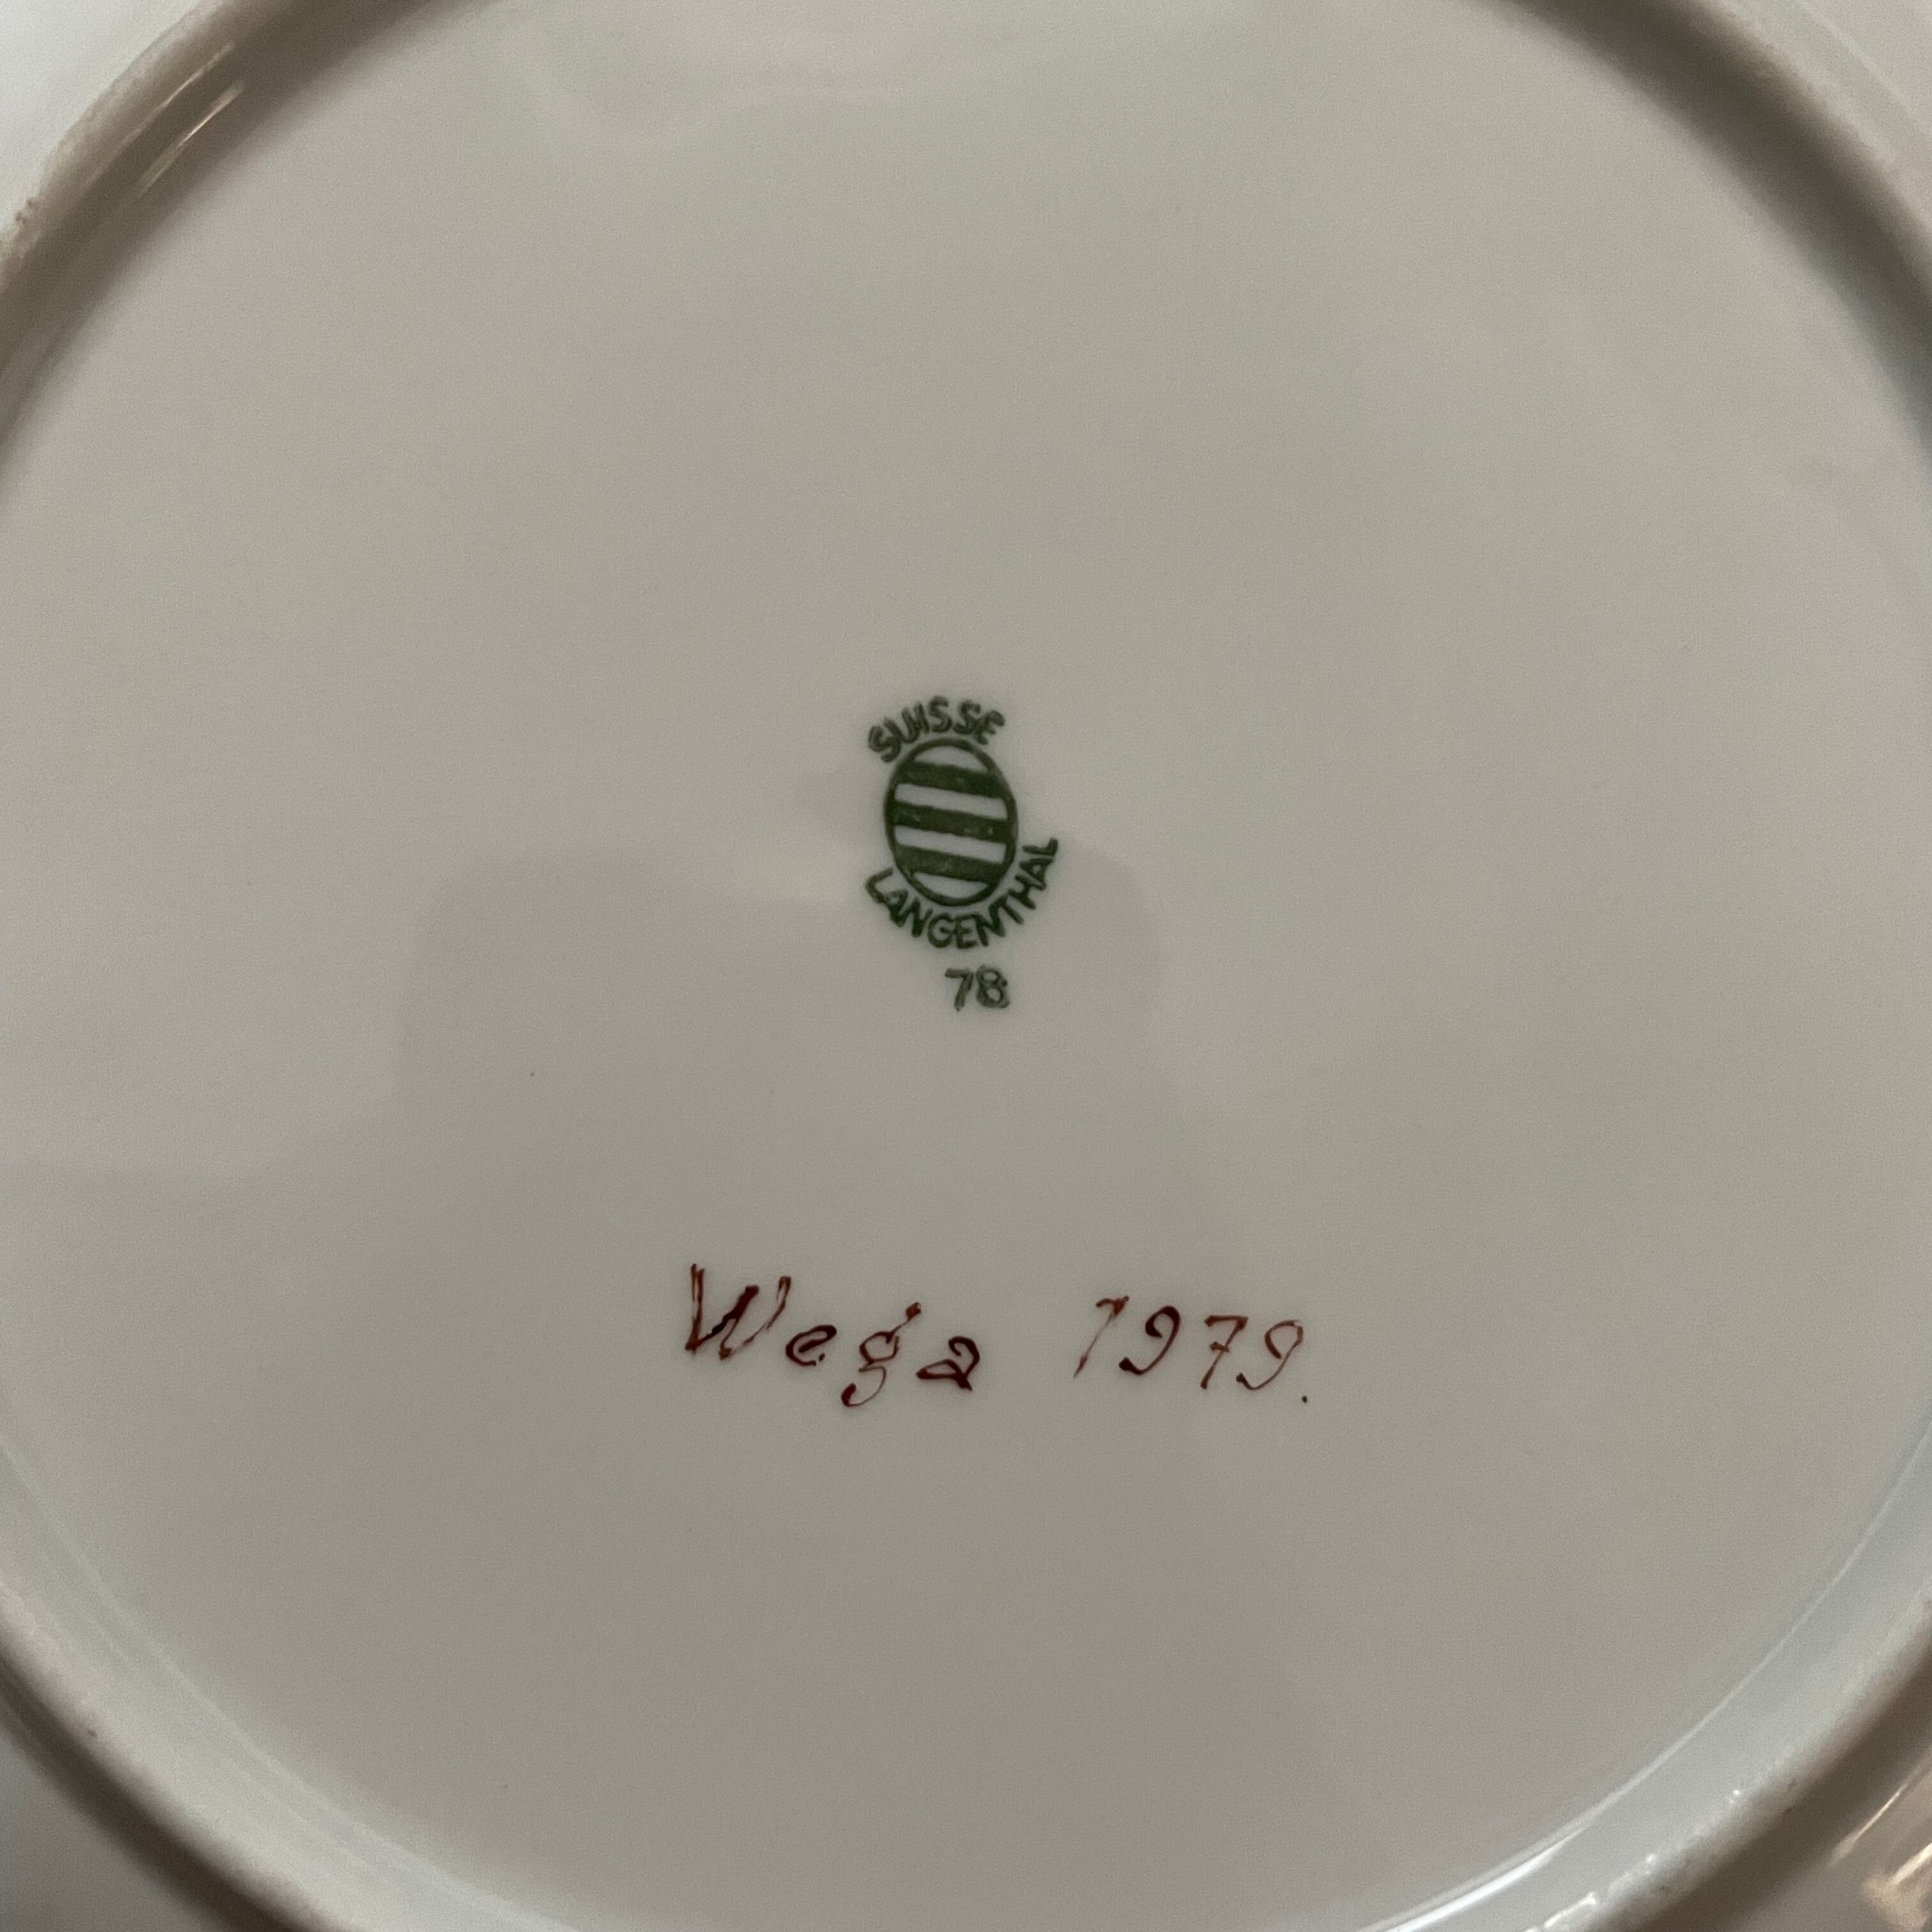 SUISSE
LANGENTHAL
78
Wega 1979.